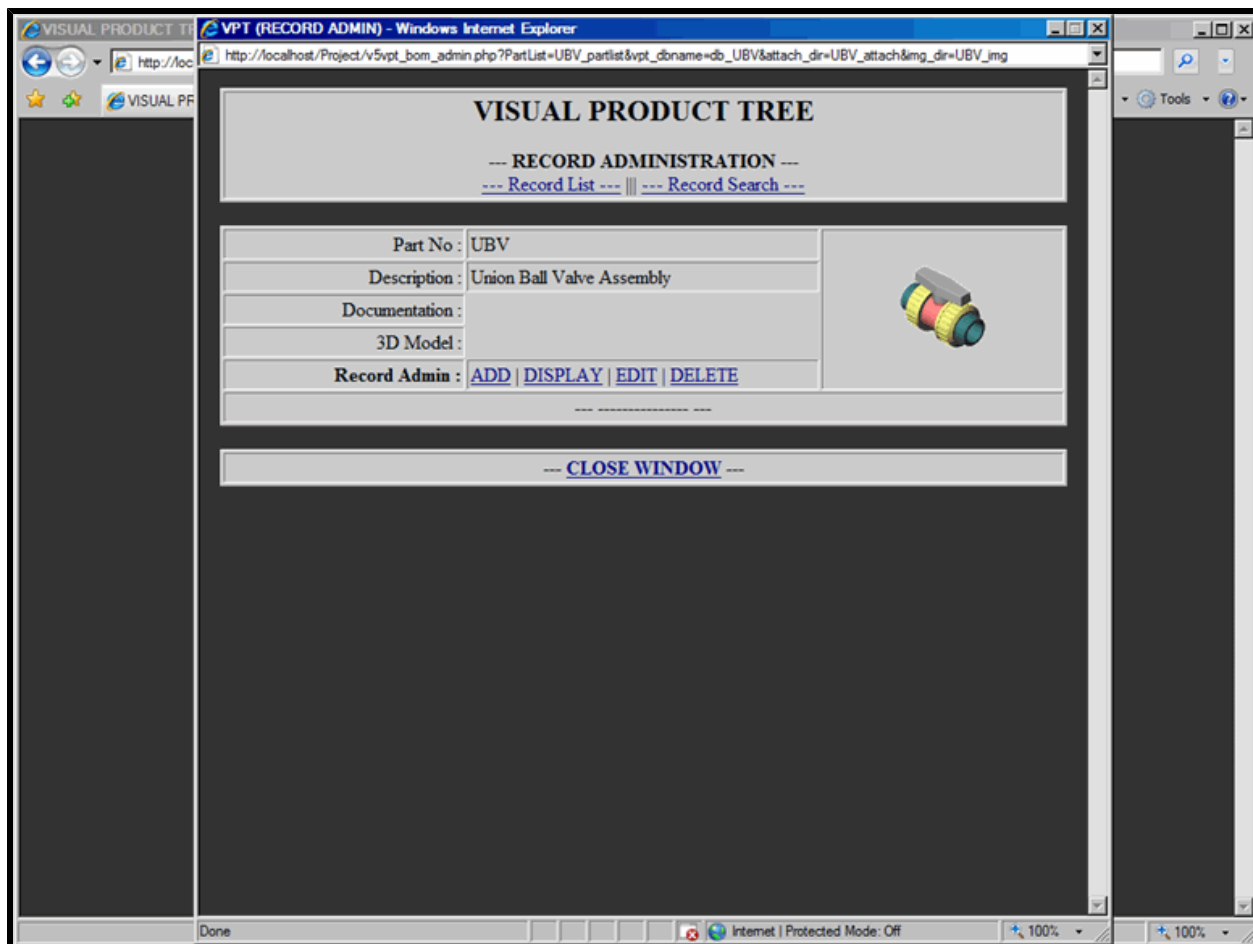 VISUAL PRODUCT TR
VPT (RECORD ADMIN) - Windows Internet Explorer
http://loc
http://localhost/Project/v5vpt_bom_admin.php?PartList=UBV_partlist&vpt_dbname=db_UBV&attach_dir=UBV_attach&img_dir=UBV_img
VISUAL PR
Tools
VISUAL PRODUCT TREE
--- RECORD ADMINISTRATION ---
--- Record List --- ||| --- Record Search ---
Part No : UBV
Description : Union Ball Valve Assembly
Documentation :
3D Model :
Record Admin : ADD | DISPLAY | EDIT | DELETE
--- --------------- ---
--- CLOSE WINDOW ---
Done
Internet | Protected Mode: Off
100%
100%